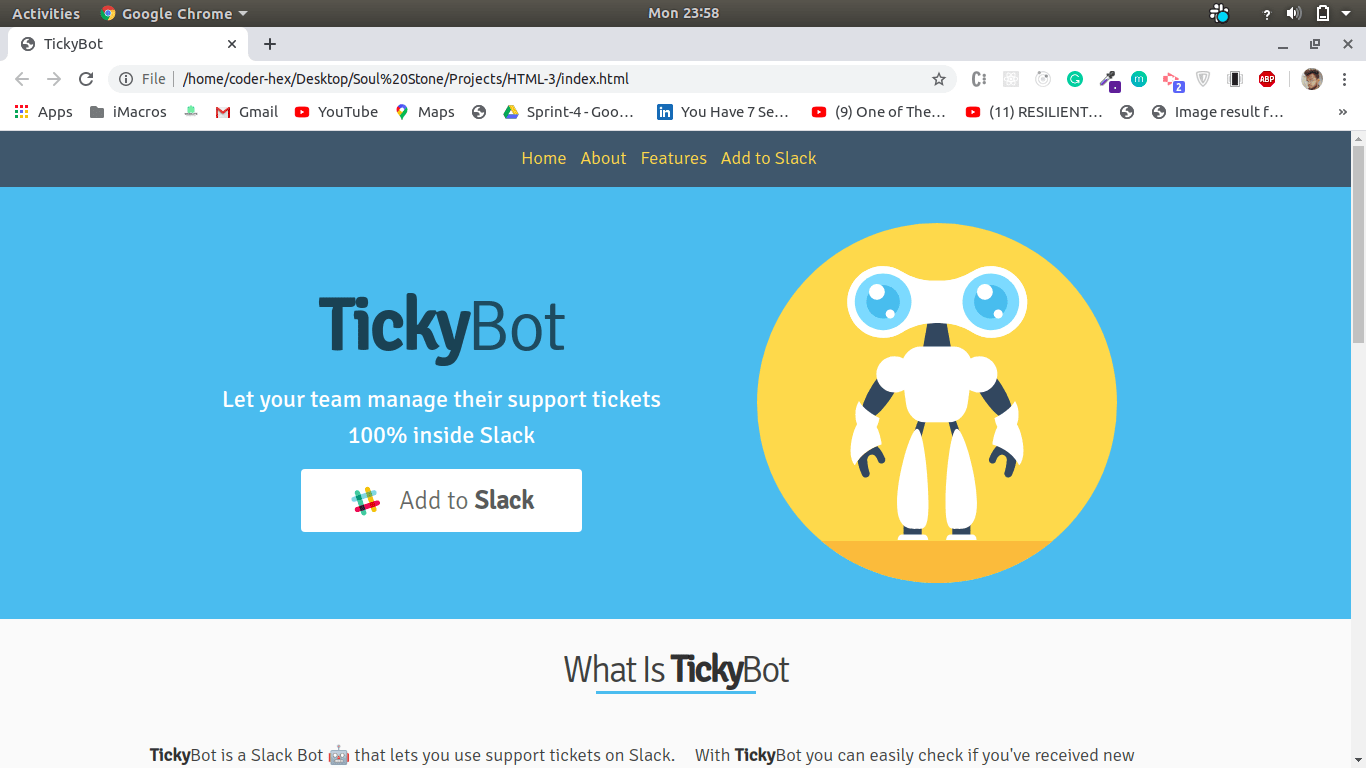 Activities Google Chrome Mon 23:58 ?
TickyBot
File /home/coder-hex/Desktop/Soul%20Stone/Projects/HTML-3/index.html 2 ABP
Apps iMacros Gmail YouTube Maps Sprint-4 - Goo… You Have 7 Se… (9) One of The… (11) RESILIENT… Image result f… »
Home About Features Add to Slack
TickyBot
Let your team manage their support tickets
100% inside Slack
Add to Slack
What Is TickyBot
TickyBot is a Slack Bot 🤖 that lets you use support tickets on Slack.
With TickyBot you can easily check if you've received new